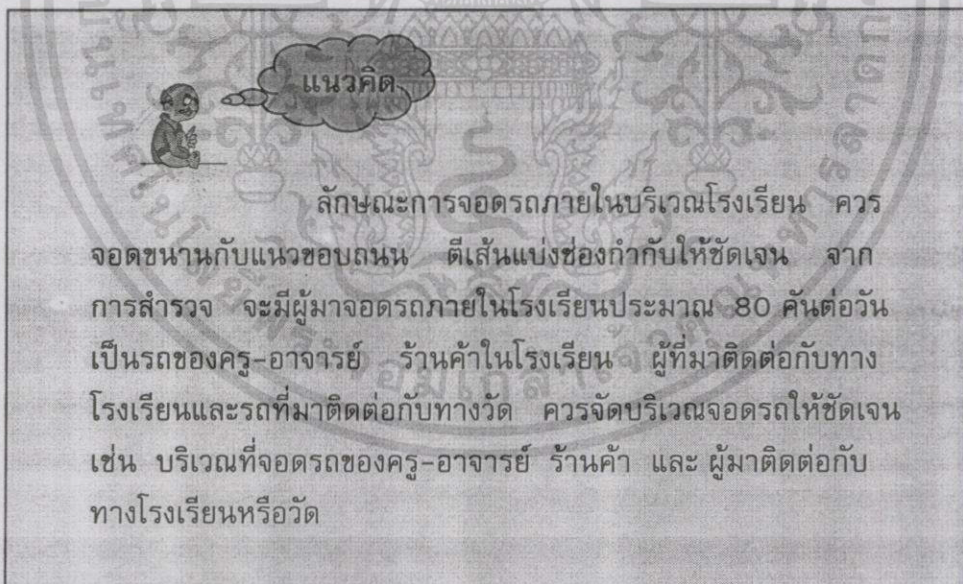 แนวคิด
ลักษณะการจอดรถภายในบริเวณโรงเรียน ควร
จอดขนานกับแนวขอบถนน ตีเส้นแบ่งช่องกำกับให้ชัดเจน จาก
การสำรวจ จะมีผู้มาจอดรถภายในโรงเรียนประมาณ 80 คันต่อวัน
เป็นรถของครู-อาจารย์ ร้านค้าในโรงเรียน ผู้ที่มาติดต่อกับทาง
โรงเรียนและรถที่มาติดต่อกับทางวัด ควรจัดบริเวณจอดรถให้ชัดเจน
เช่น บริเวณที่จอดรถของครู-อาจารย์ ร้านค้า และ ผู้มาติดต่อกับ
ทางโรงเรียนหรือวัด